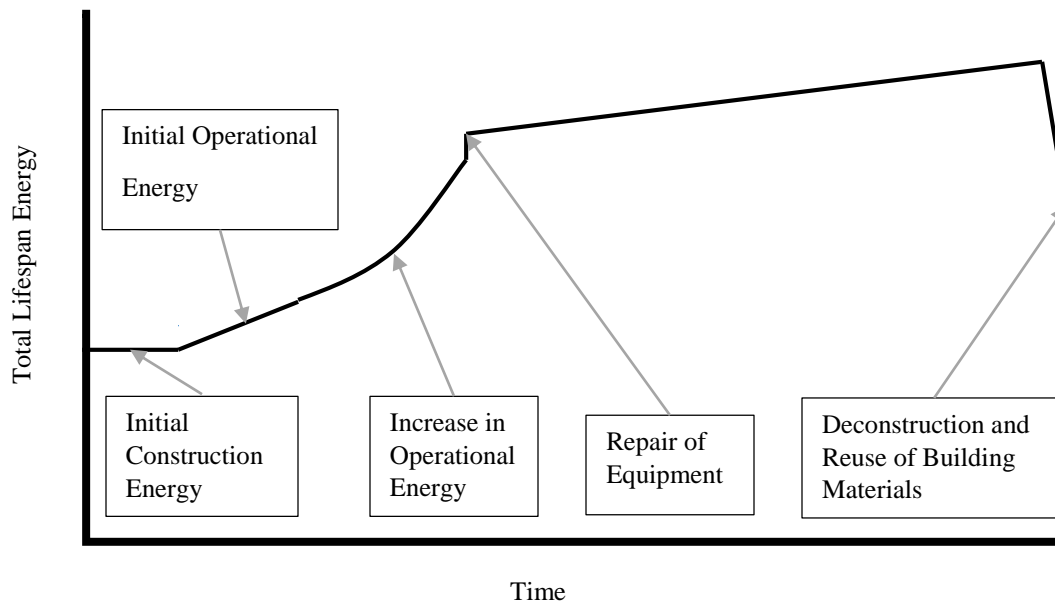 Total Lifespan Energy
Initial Operational
Energy
Initial
Construction
Energy
Increase in
Operational
Energy
Repair of
Equipment
Deconstruction and
Reuse of Building
Materials
Time